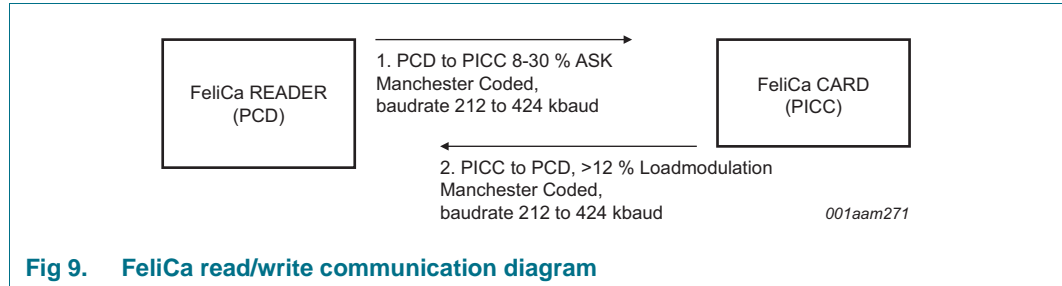 FeliCa READER
(PCD)
1. PCD to PICC 8-30 % ASK
Manchester Coded,
baudrate 212 to 424 kbaud
FeliCa CARD
(PICC)
2. PICC to PCD, >12 % Loadmodulation
Manchester Coded,
baudrate 212 to 424 kbaud
001aam271
Fig 9. FeliCa read/write communication diagram